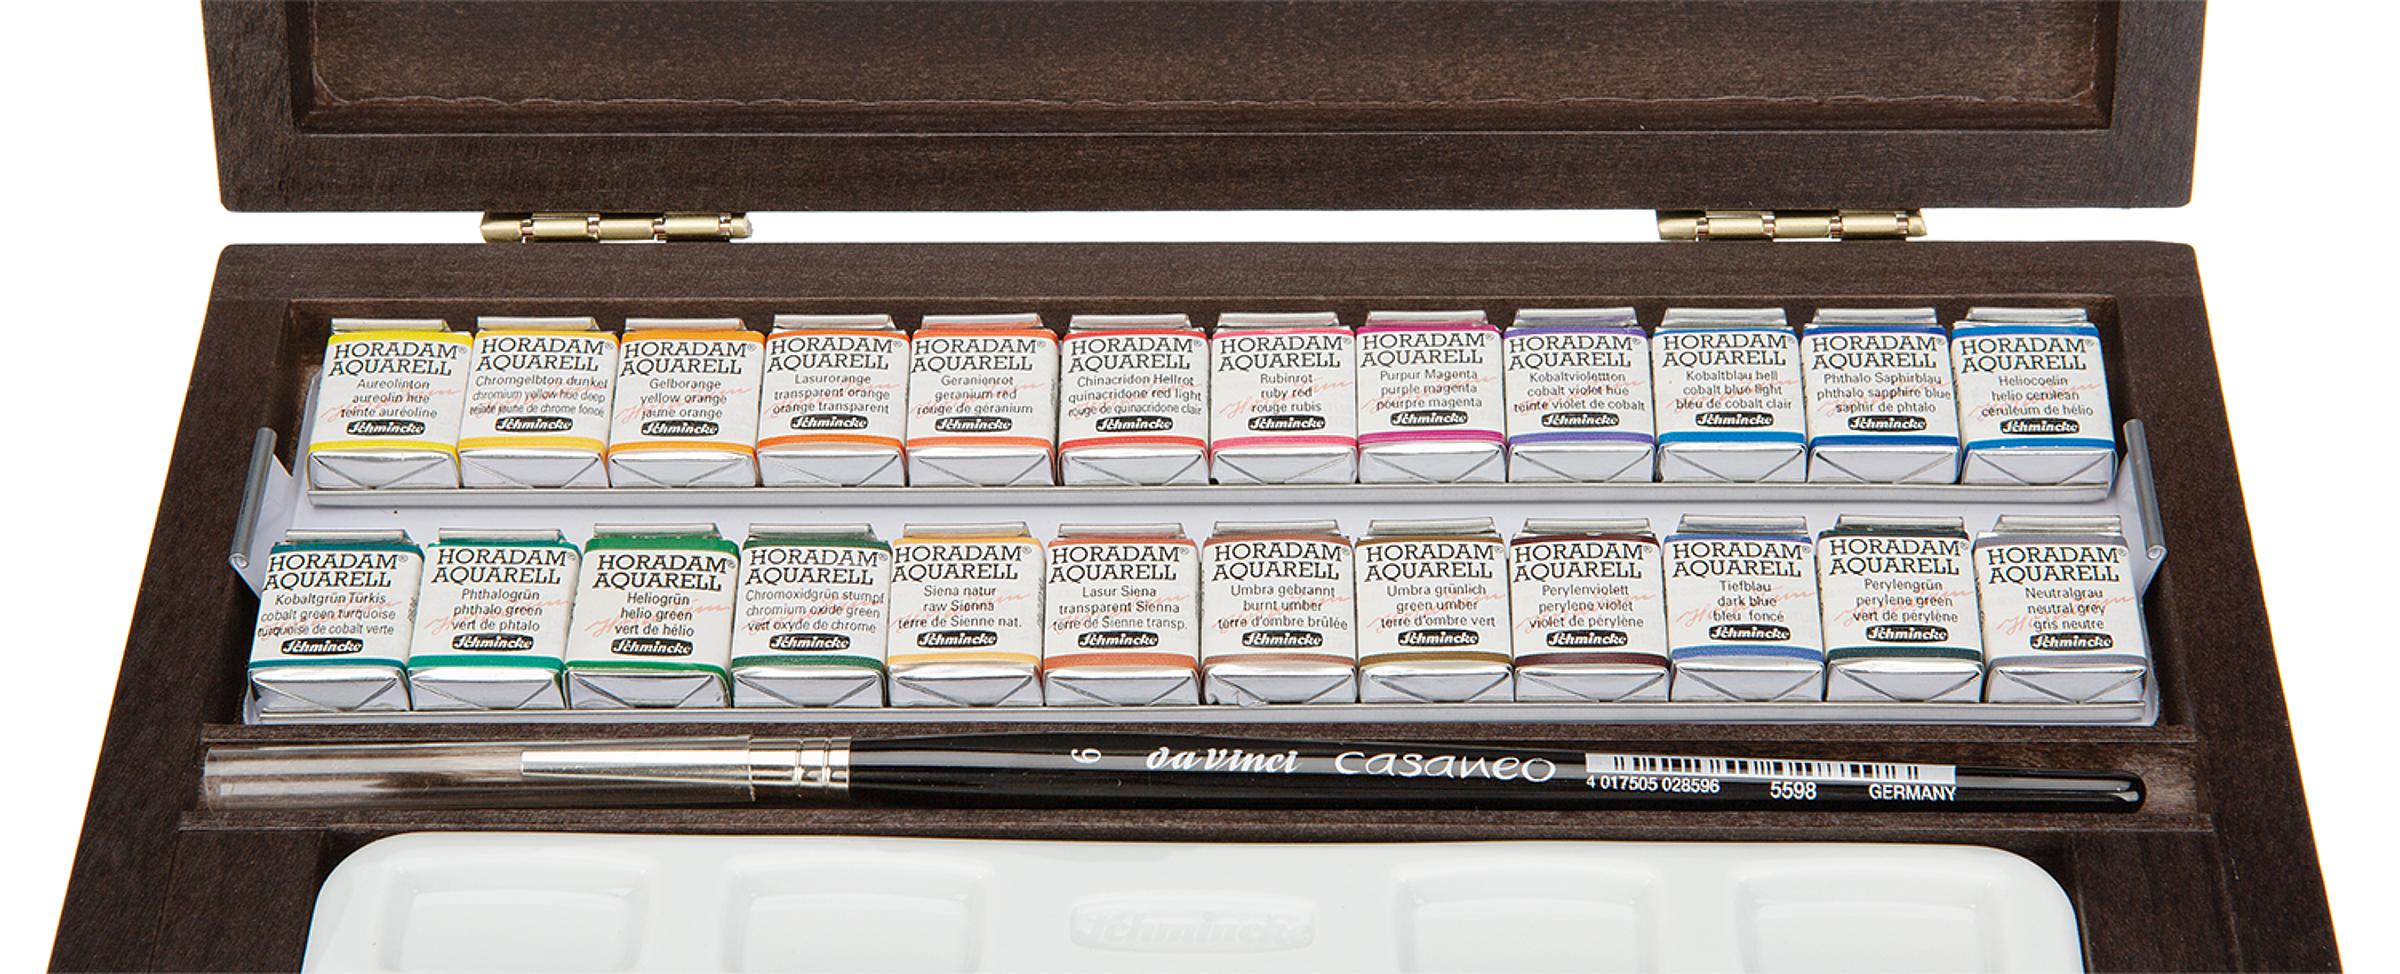 HORADAM®
AQUARELL
Aureolinton
aureolin hue
teinte auréoline
Schmincke
HORADAM®
AQUARELL
Chromgelbton dunkel
chromium yellow hue deep
teinte jaune de chrome foncé
Schmincke
HORADAM®
AQUARELL
Gelborange
yellow orange
jaune orange
Schmincke
HORADAM®
AQUARELL
Lasurorange
transparent orange
orange transparent
Schmincke
HORADAM®
AQUARELL
Geranienrot
geranium red
rouge de géranium
Schmincke
HORADAM®
AQUARELL
Chinacridon Hellrot
quinacridone red light
rouge de quinacridone clair
Schmincke
HORADAM®
AQUARELL
Rubinrot
ruby red
rouge rubis
Schmincke
HORADAM®
AQUARELL
Purpur Magenta
purple magenta
pourpre magenta
Schmincke
HORADAM®
AQUARELL
Kobaltviolettton
cobalt violet hue
teinte violet de cobalt
Schmincke
HORADAM®
AQUARELL
Kobaltblau hell
cobalt blue light
bleu de cobalt clair
Schmincke
HORADAM®
AQUARELL
Phthalo Saphirblau
phthalo sapphire blue
saphir de phtalo
Schmincke
HORADAM®
AQUARELL
Heliocoelin
helio cerulean
céruleum de hélio
Schmincke
HORADAM®
AQUARELL
Kobaltgrün Türkis
cobalt green turquoise
turquoise de cobalt verte
Schmincke
HORADAM®
AQUARELL
Phthalogrün
phthalo green
vert de phtalo
Schmincke
HORADAM®
AQUARELL
Heliogrün
helio green
vert de hélio
Schmincke
HORADAM®
AQUARELL
Chromoxidgrün stumpf
chromium oxide green
vert oxyde de chrome
Schmincke
HORADAM®
AQUARELL
Siena natur
raw Sienna
terre de Sienne nat.
Schmincke
HORADAM®
AQUARELL
Lasur Siena
transparent Sienna
terre de Sienne transp.
Schmincke
HORADAM®
AQUARELL
Umbra gebrannt
burnt umber
terre d'ombre brûlée
Schmincke
HORADAM®
AQUARELL
Umbra grünlich
green umber
terre d'ombre vert
Schmincke
HORADAM®
AQUARELL
Perylenviolett
perylene violet
violet de pérylène
Schmincke
HORADAM®
AQUARELL
Tiefblau
dark blue
bleu foncé
Schmincke
HORADAM®
AQUARELL
Perylengrün
perylene green
vert de pérylène
Schmincke
HORADAM®
AQUARELL
Neutralgrau
neutral grey
gris neutre
Schmincke
6 da Vinci CASANEO
4 017505 028596 5598 GERMANY
Schmincke